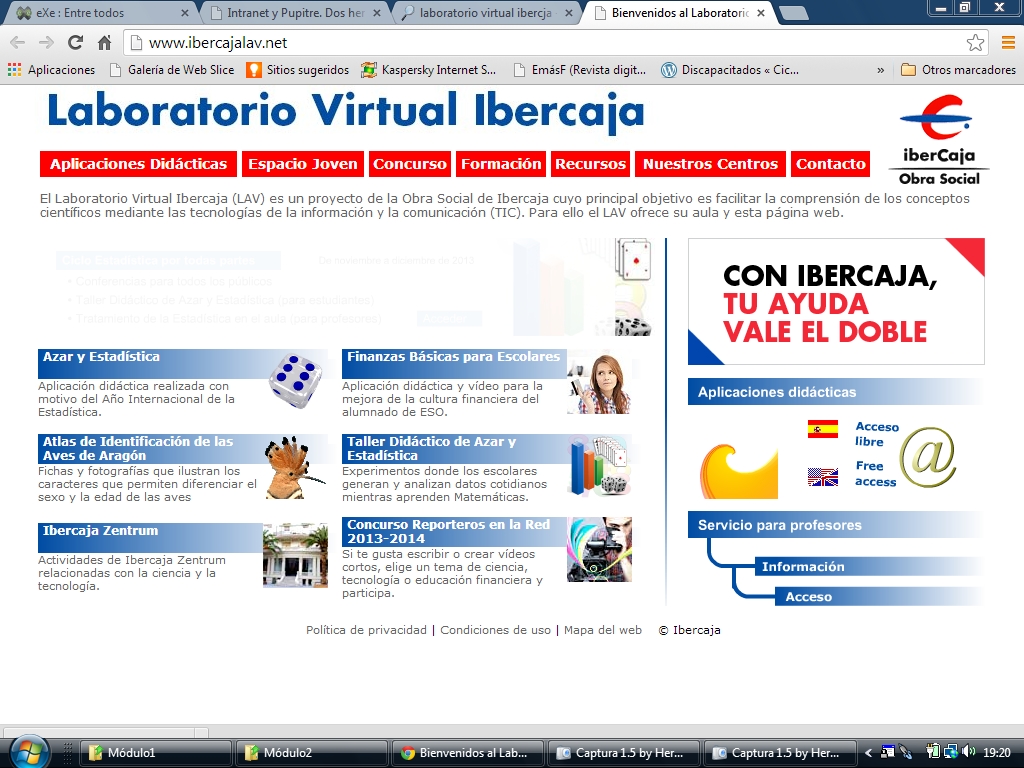 eXe : Entre todos
Intranet y Pupitre. Dos her
laboratorio virtual ibercja
Bienvenidos al Laboratorio
www.ibercajalav.net
Aplicaciones
Galería de Web Slice
Sitios sugeridos
Kaspersky Internet S...
EmásF (Revista digit...
Discapacitados « Cic...
»
Otros marcadores
Laboratorio Virtual Ibercaja
iberCaja
Obra Social
Aplicaciones Didácticas
Espacio Joven
Concurso
Formación
Recursos
Nuestros Centros
Contacto
El Laboratorio Virtual Ibercaja (LAV) es un proyecto de la Obra Social de Ibercaja cuyo principal objetivo es facilitar la comprensión de los conceptos
científicos mediante las tecnologías de la información y la comunicación (TIC). Para ello el LAV ofrece su aula y esta página web.
Ciclo Estadística por todas partes
De noviembre a diciembre de 2013
• Conferencias para todos los públicos
• Taller Didáctico de Azar y Estadística (para estudiantes)
• Tratamiento de la Estadística en el aula (para profesores)
CON IBERCAJA,
TU AYUDA
VALE EL DOBLE
Azar y Estadística
Aplicación didáctica realizada con
motivo del Año Internacional de la
Estadística.
Finanzas Básicas para Escolares
Aplicación didáctica y vídeo para la
mejora de la cultura financiera del
alumnado de ESO.
Atlas de Identificación de las
Aves de Aragón
Fichas y fotografías que ilustran los
caracteres que permiten diferenciar el
sexo y la edad de las aves
Taller Didáctico de Azar y
Estadística
Experimentos donde los escolares
generan y analizan datos cotidianos
mientras aprenden Matemáticas.
Ibercaja Zentrum
Actividades de Ibercaja Zentrum
relacionadas con la ciencia y la
tecnología.
Concurso Reporteros en la Red
2013-2014
Si te gusta escribir o crear vídeos
cortos, elige un tema de ciencia,
tecnología o educación financiera y
participa.
Aplicaciones didácticas
Acceso
libre
Free
access
@
Servicio para profesores
Información
Acceso
Política de privacidad | Condiciones de uso | Mapa del web © Ibercaja
Módulo1
Módulo2
Bienvenidos al Lab...
Captura 1.5 by Her...
Captura 1.5 by Her...
19:20